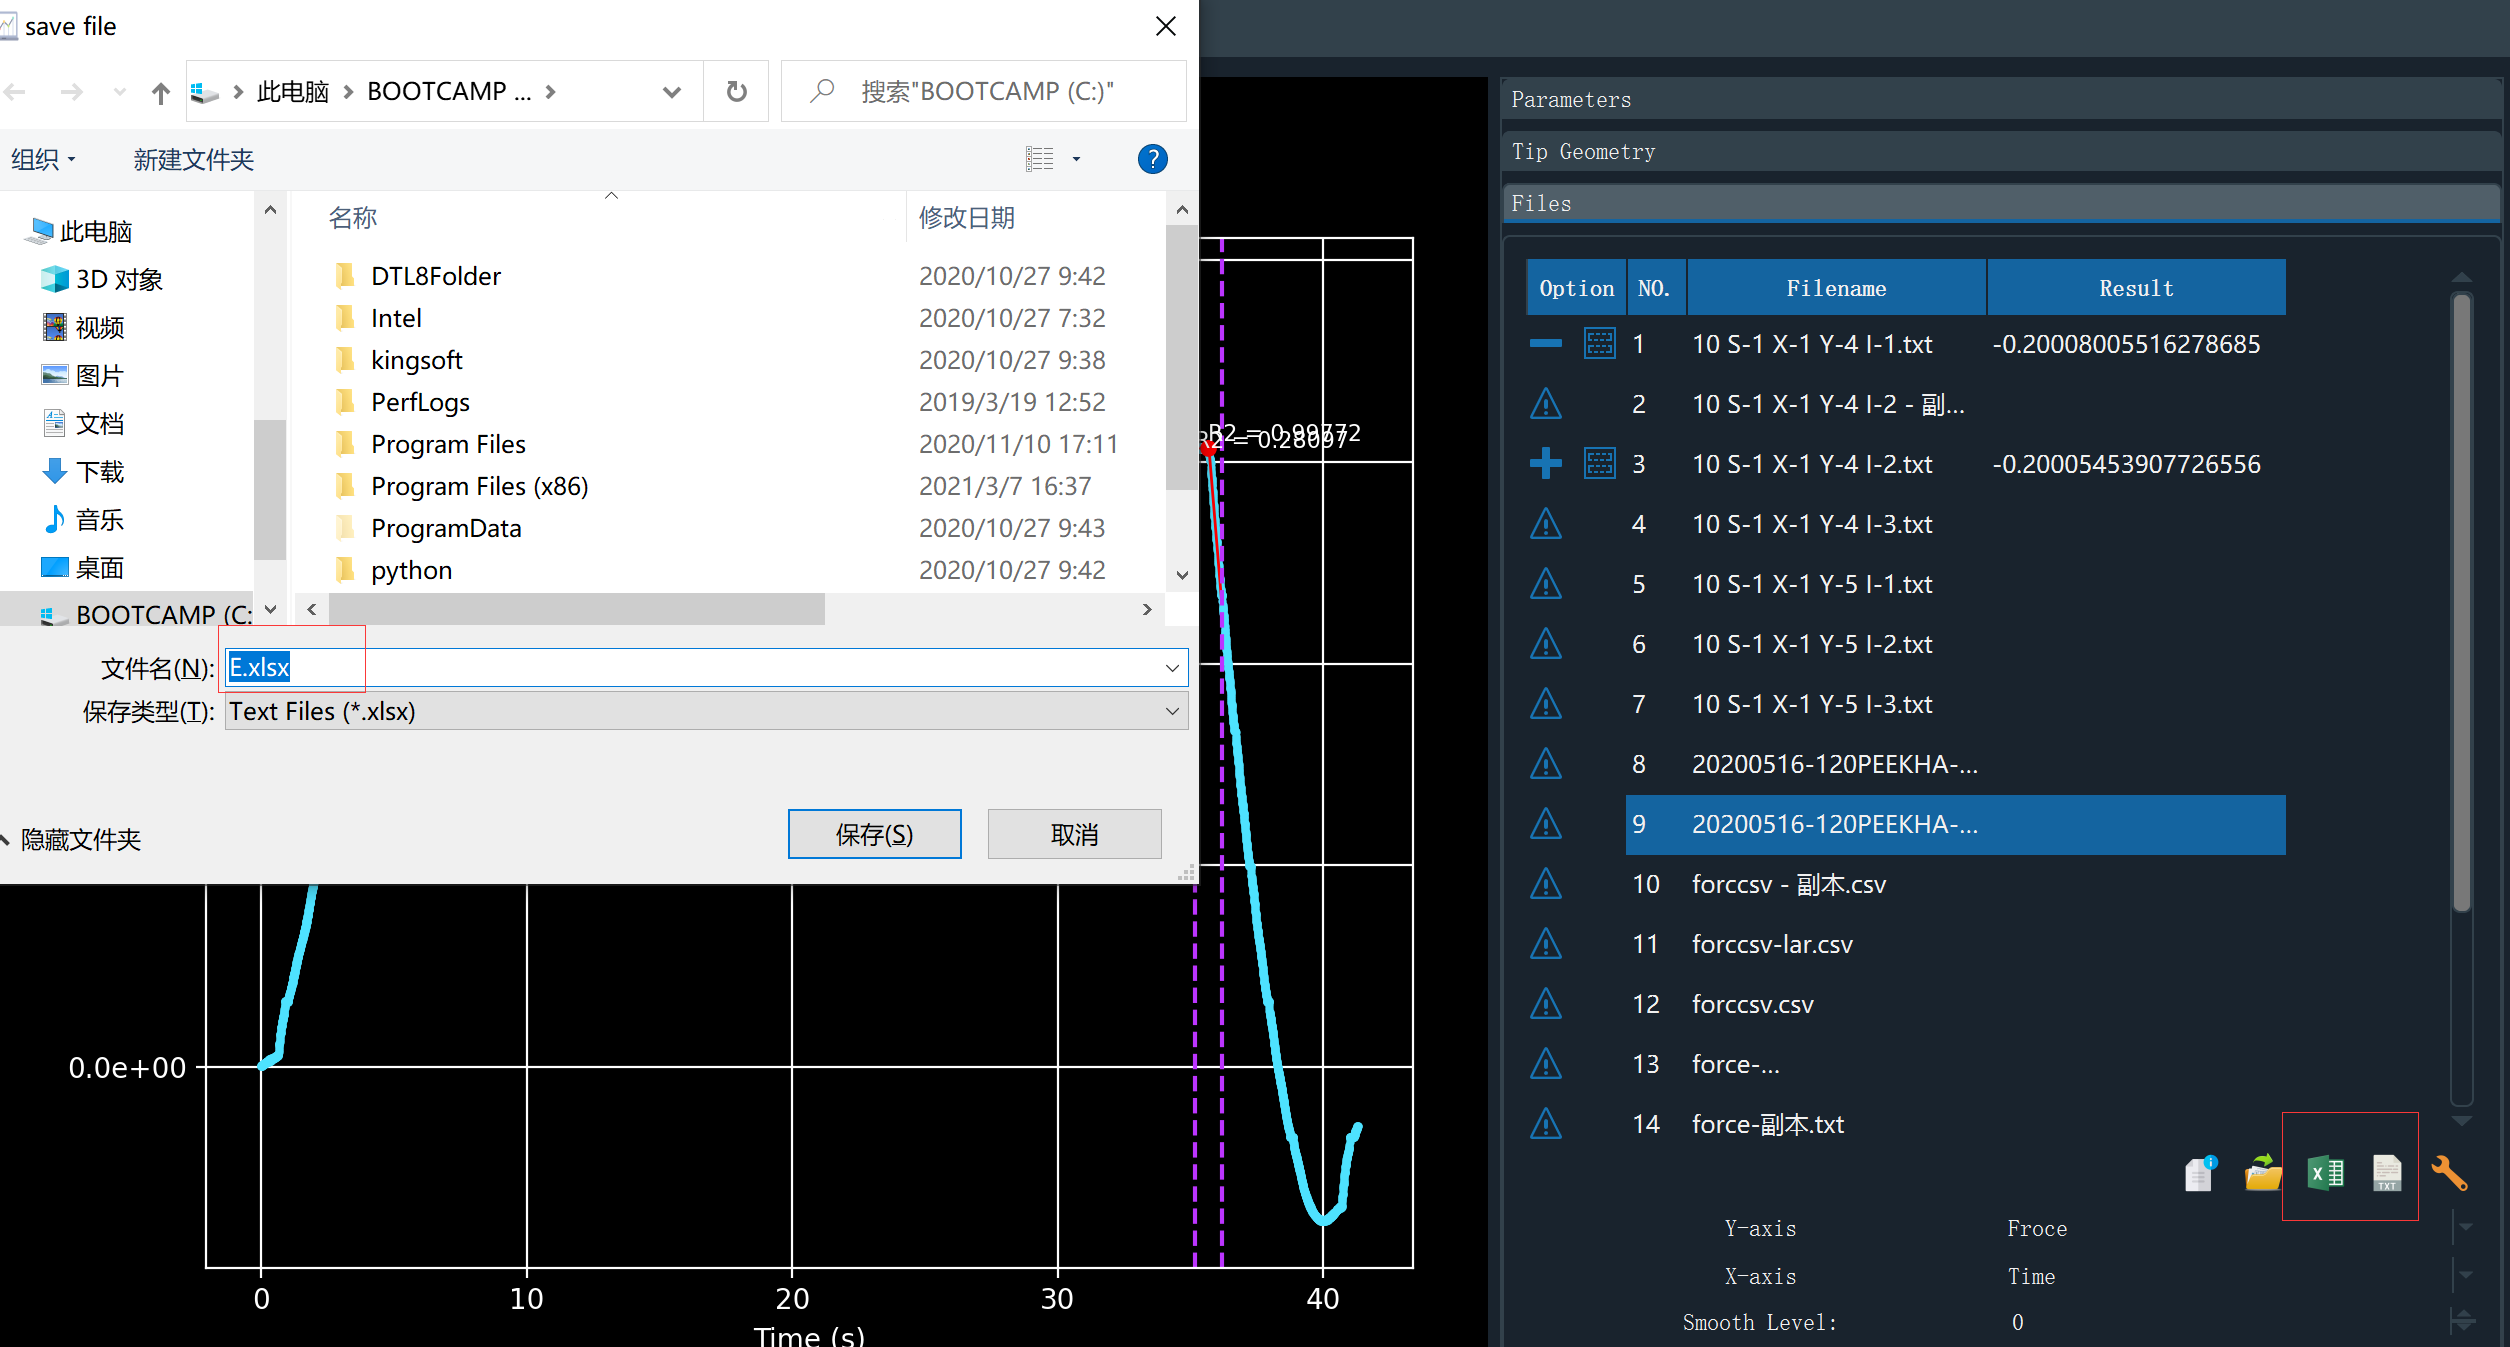 save file
此电脑
BOOTCAMP ...
搜索"BOOTCAMP (C:)"
组织
新建文件夹
此电脑
3D 对象
视频
图片
文档
下载
音乐
桌面
BOOTCAMP (C:
名称 修改日期
DTL8Folder 2020/10/27 9:42
Intel 2020/10/27 7:32
kingsoft 2020/10/27 9:38
PerfLogs 2019/3/19 12:52
Program Files 2020/11/10 17:11
Program Files (x86) 2021/3/7 16:37
ProgramData 2020/10/27 9:43
python 2020/10/27 9:42
文件名(N): E.xlsx
保存类型(T): Text Files (*.xlsx)
隐藏文件夹
保存(S)
取消
R2 = 0.99772
R2 = 0.28097
0.0e+00
0 10 20 30 40
Time (s)
Parameters
Tip Geometry
Files
Option NO. Filename Result
1 10 S-1 X-1 Y-4 I-1.txt -0.20008005516278685
2 10 S-1 X-1 Y-4 I-2 - 副...
3 10 S-1 X-1 Y-4 I-2.txt -0.20005453907726556
4 10 S-1 X-1 Y-4 I-3.txt
5 10 S-1 X-1 Y-5 I-1.txt
6 10 S-1 X-1 Y-5 I-2.txt
7 10 S-1 X-1 Y-5 I-3.txt
8 20200516-120PEEKHA-...
9 20200516-120PEEKHA-...
10 forccsv - 副本.csv
11 forccsv-lar.csv
12 forccsv.csv
13 force-...
14 force-副本.txt
TXT
Y-axis Froce
X-axis Time
Smooth Level: 0